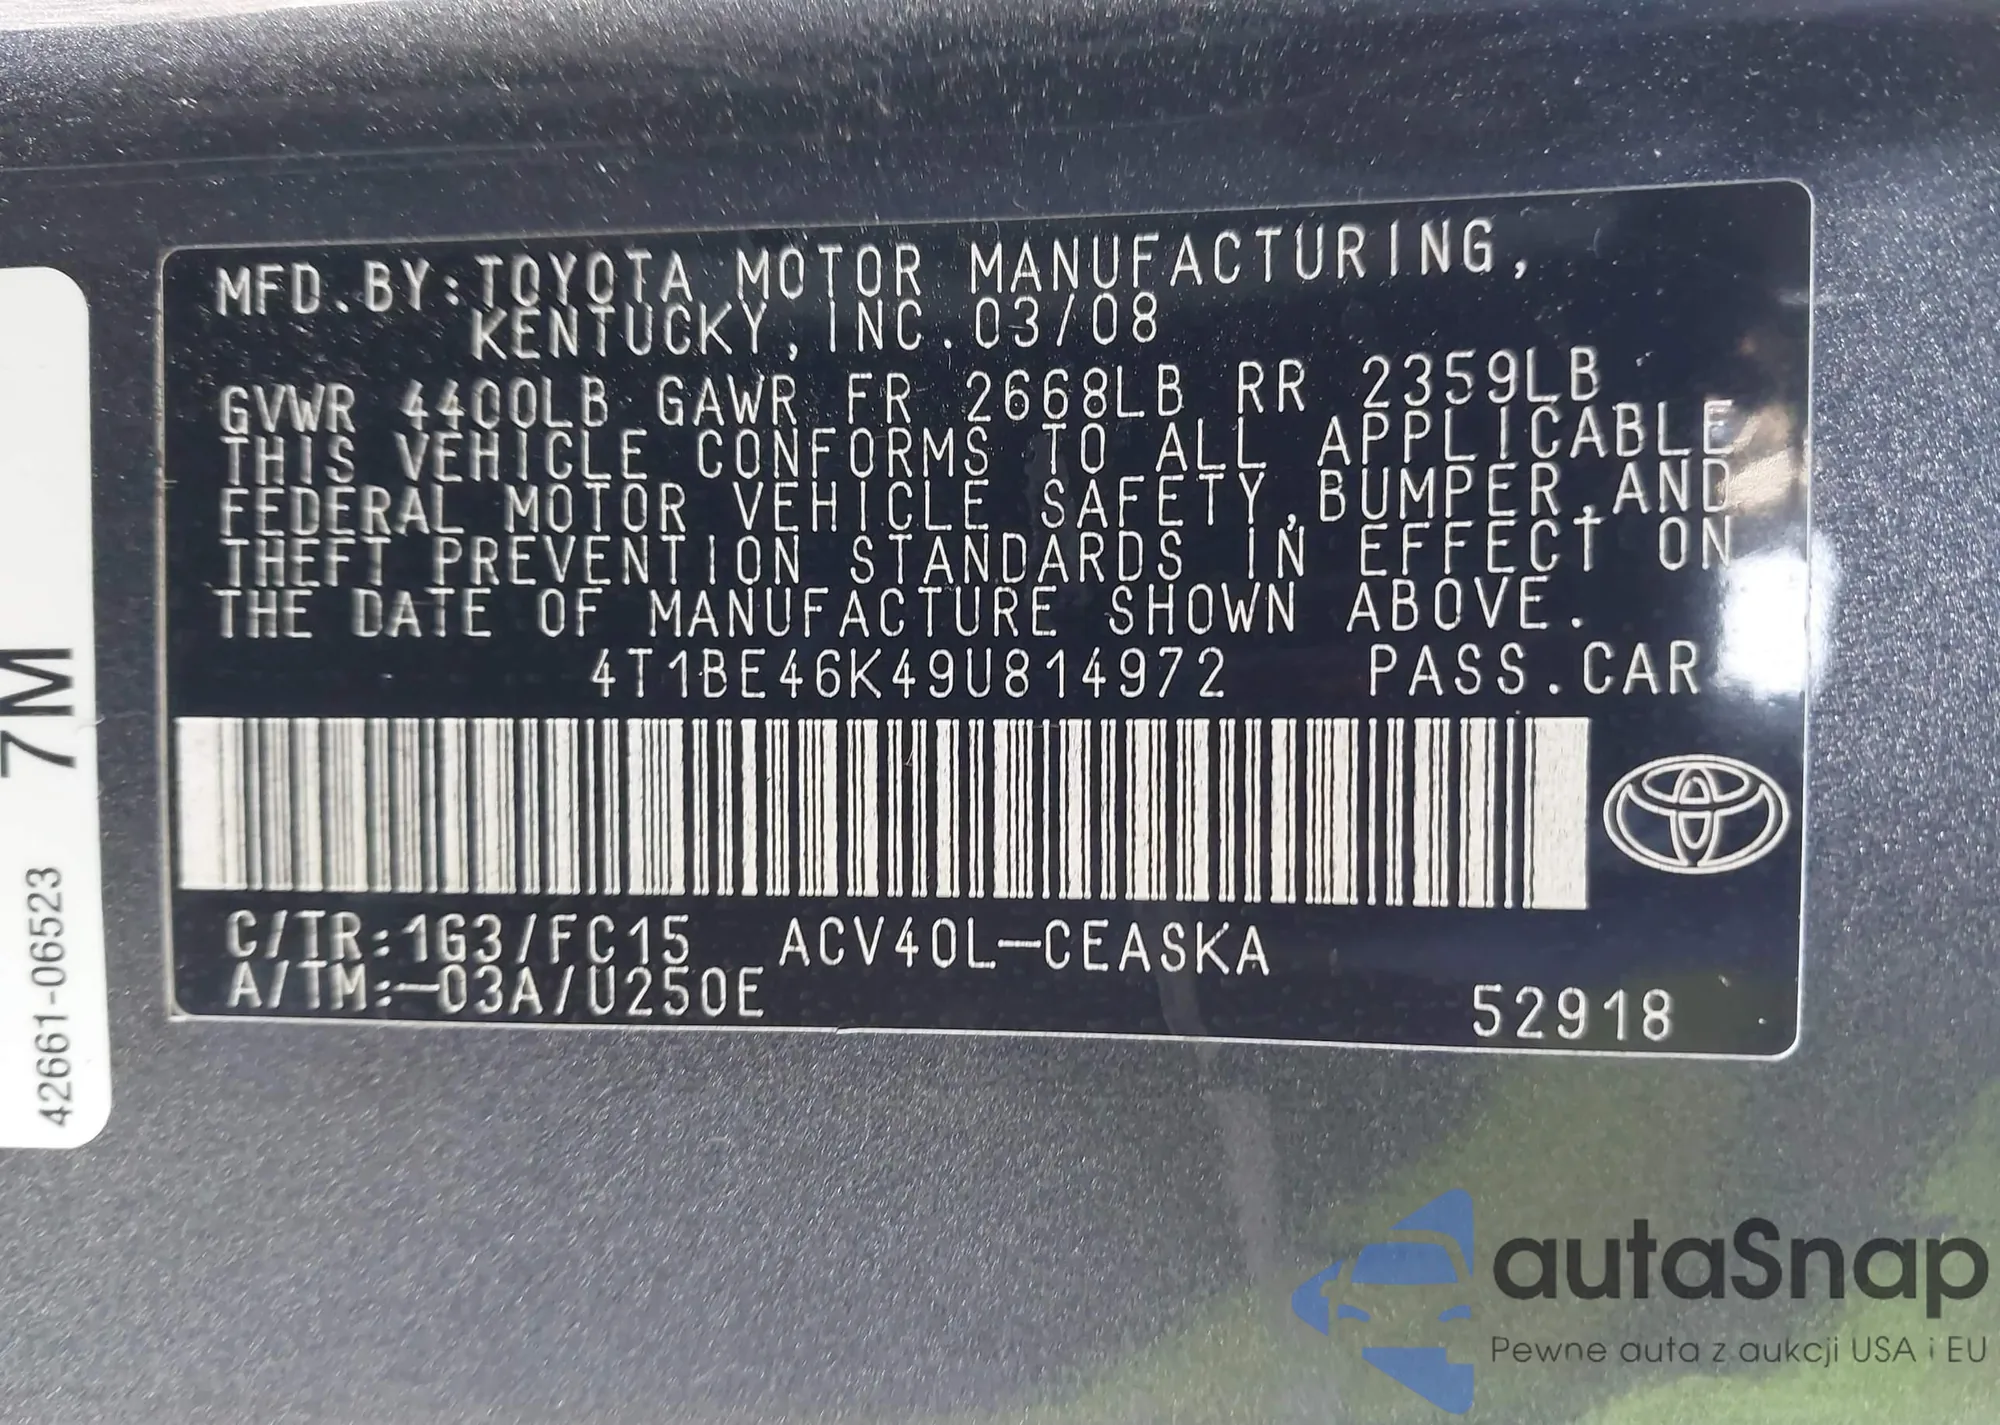 MFD.BY:TOYOTA MOTOR MANUFACTURING,
KENTUCKY, INC.03/08
GVWR 4400LB GAWR FR 2668LB RR 2359LB
THIS VEHICLE CONFORMS TO ALL APPLICABLE
FEDERAL MOTOR VEHICLE SAFETY,BUMPER,AND
THEFT PREVENTION STANDARDS IN EFFECT ON
THE DATE OF MANUFACTURE SHOWN ABOVE.
4T1BE46K49U814972 PASS.CAR
C/TR:1G3/FC15 ACV40L-CEASKA
A/TM:-03A/U250E
52918
7M
42661-06523
autaSnap
Pewne auta z aukcji USA i EU